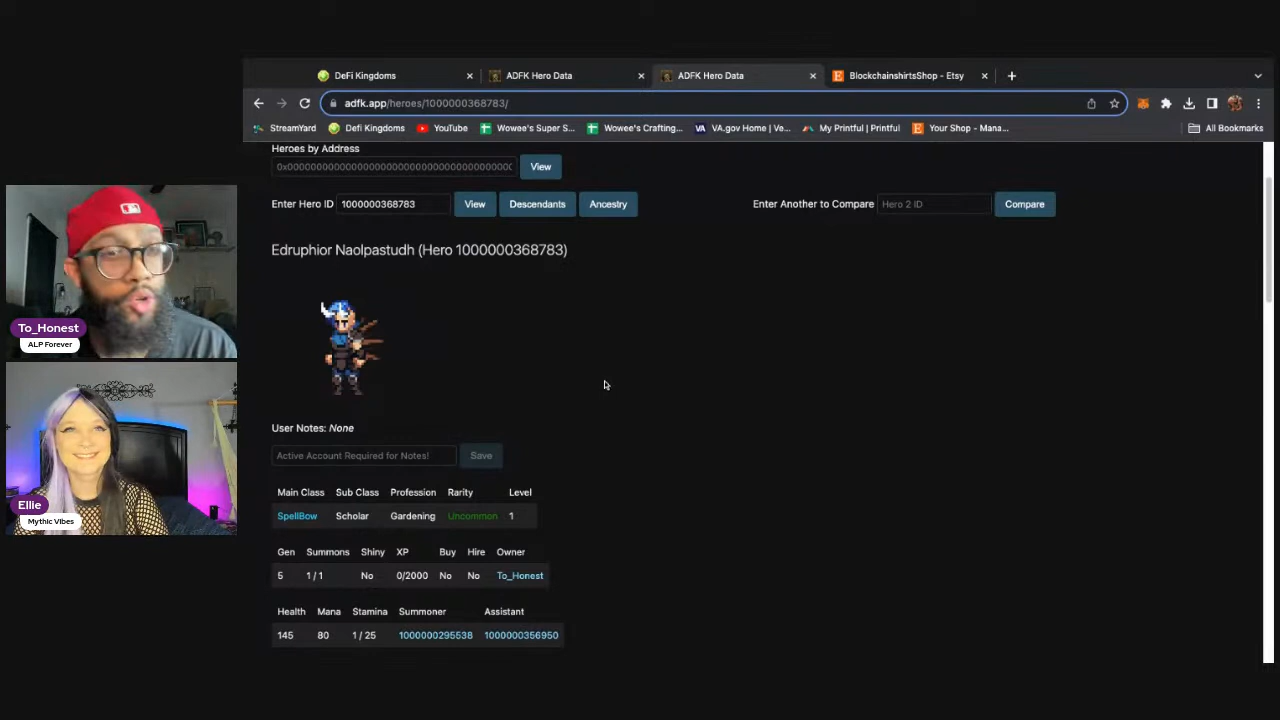 DeFi Kingdoms
ADFK Hero Data
ADFK Hero Data
BlockchainshirtsShop - Etsy
adfk.app/heroes/1000000368783/
StreamYard
Defi Kingdoms
YouTube
Wowee's Super S...
Wowee's Crafting...
VA.gov Home | Ve...
My Printful | Printful
Your Shop - Mana...
All Bookmarks
Heroes by Address
View
Enter Hero ID 1000000368783 View Descendants Ancestry Enter Another to Compare Hero 2 ID Compare
Edruphior Naolpastudh (Hero 1000000368783)
To_Honest
ALP Forever
Ellie
Mythic Vibes
User Notes: None
Active Account Required for Notes! Save
Main Class Sub Class Profession Rarity Level
SpellBow Scholar Gardening Uncommon 1
Gen Summons Shiny XP Buy Hire Owner
5 1 / 1 No 0/2000 No No To_Honest
Health Mana Stamina Summoner Assistant
145 80 1 / 25 1000000295538 1000000356950